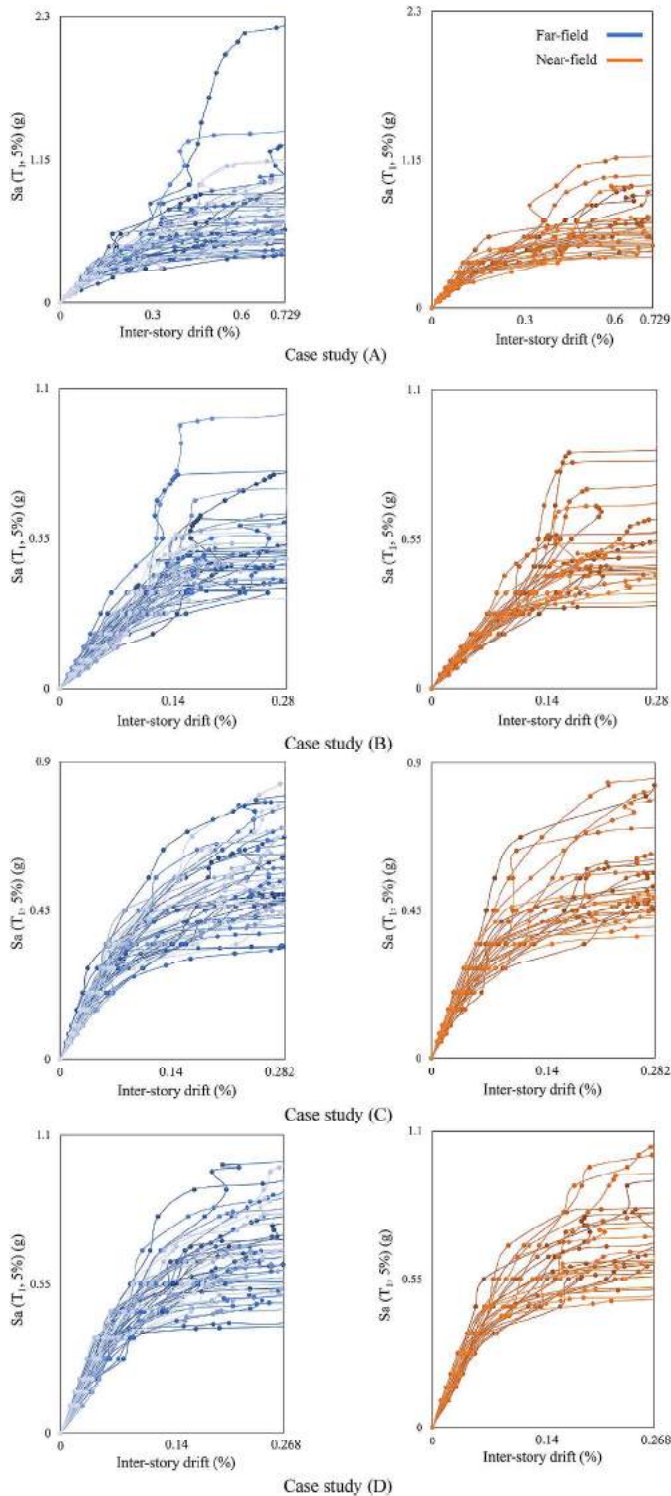 2.3
2.3
Far-field
Near-field
Sa (T1, 5%) (g)
Sa (T1, 5%) (g)
1.15
1.15
0
0
0
0.3
0.6
0.729
0
0.3
0.6
0.729
Inter-story drift (%)
Inter-story drift (%)
Case study (A)
1.1
1.1
Sa (T1, 5%) (g)
Sa (T1, 5%) (g)
0.35
0.55
0
0
0
0.14
0.28
0
0.14
0.28
Inter-story drift (%)
Inter-story drift (%)
Case study (B)
0.9
0.9
Sa (T1, 5%) (g)
Sa (T1, 5%) (g)
0.45
0.45
0
0
0
0.14
0.282
0
0.14
0.282
Inter-story drift (%)
Inter-story drift (%)
Case study (C)
1.1
1.1
Sa (T1, 5%) (g)
Sa (T1, 5%) (g)
0.55
0.55
0
0
0
0.14
0.268
0
0.14
0.268
Inter-story drift (%)
Inter-story drift (%)
Case study (D)